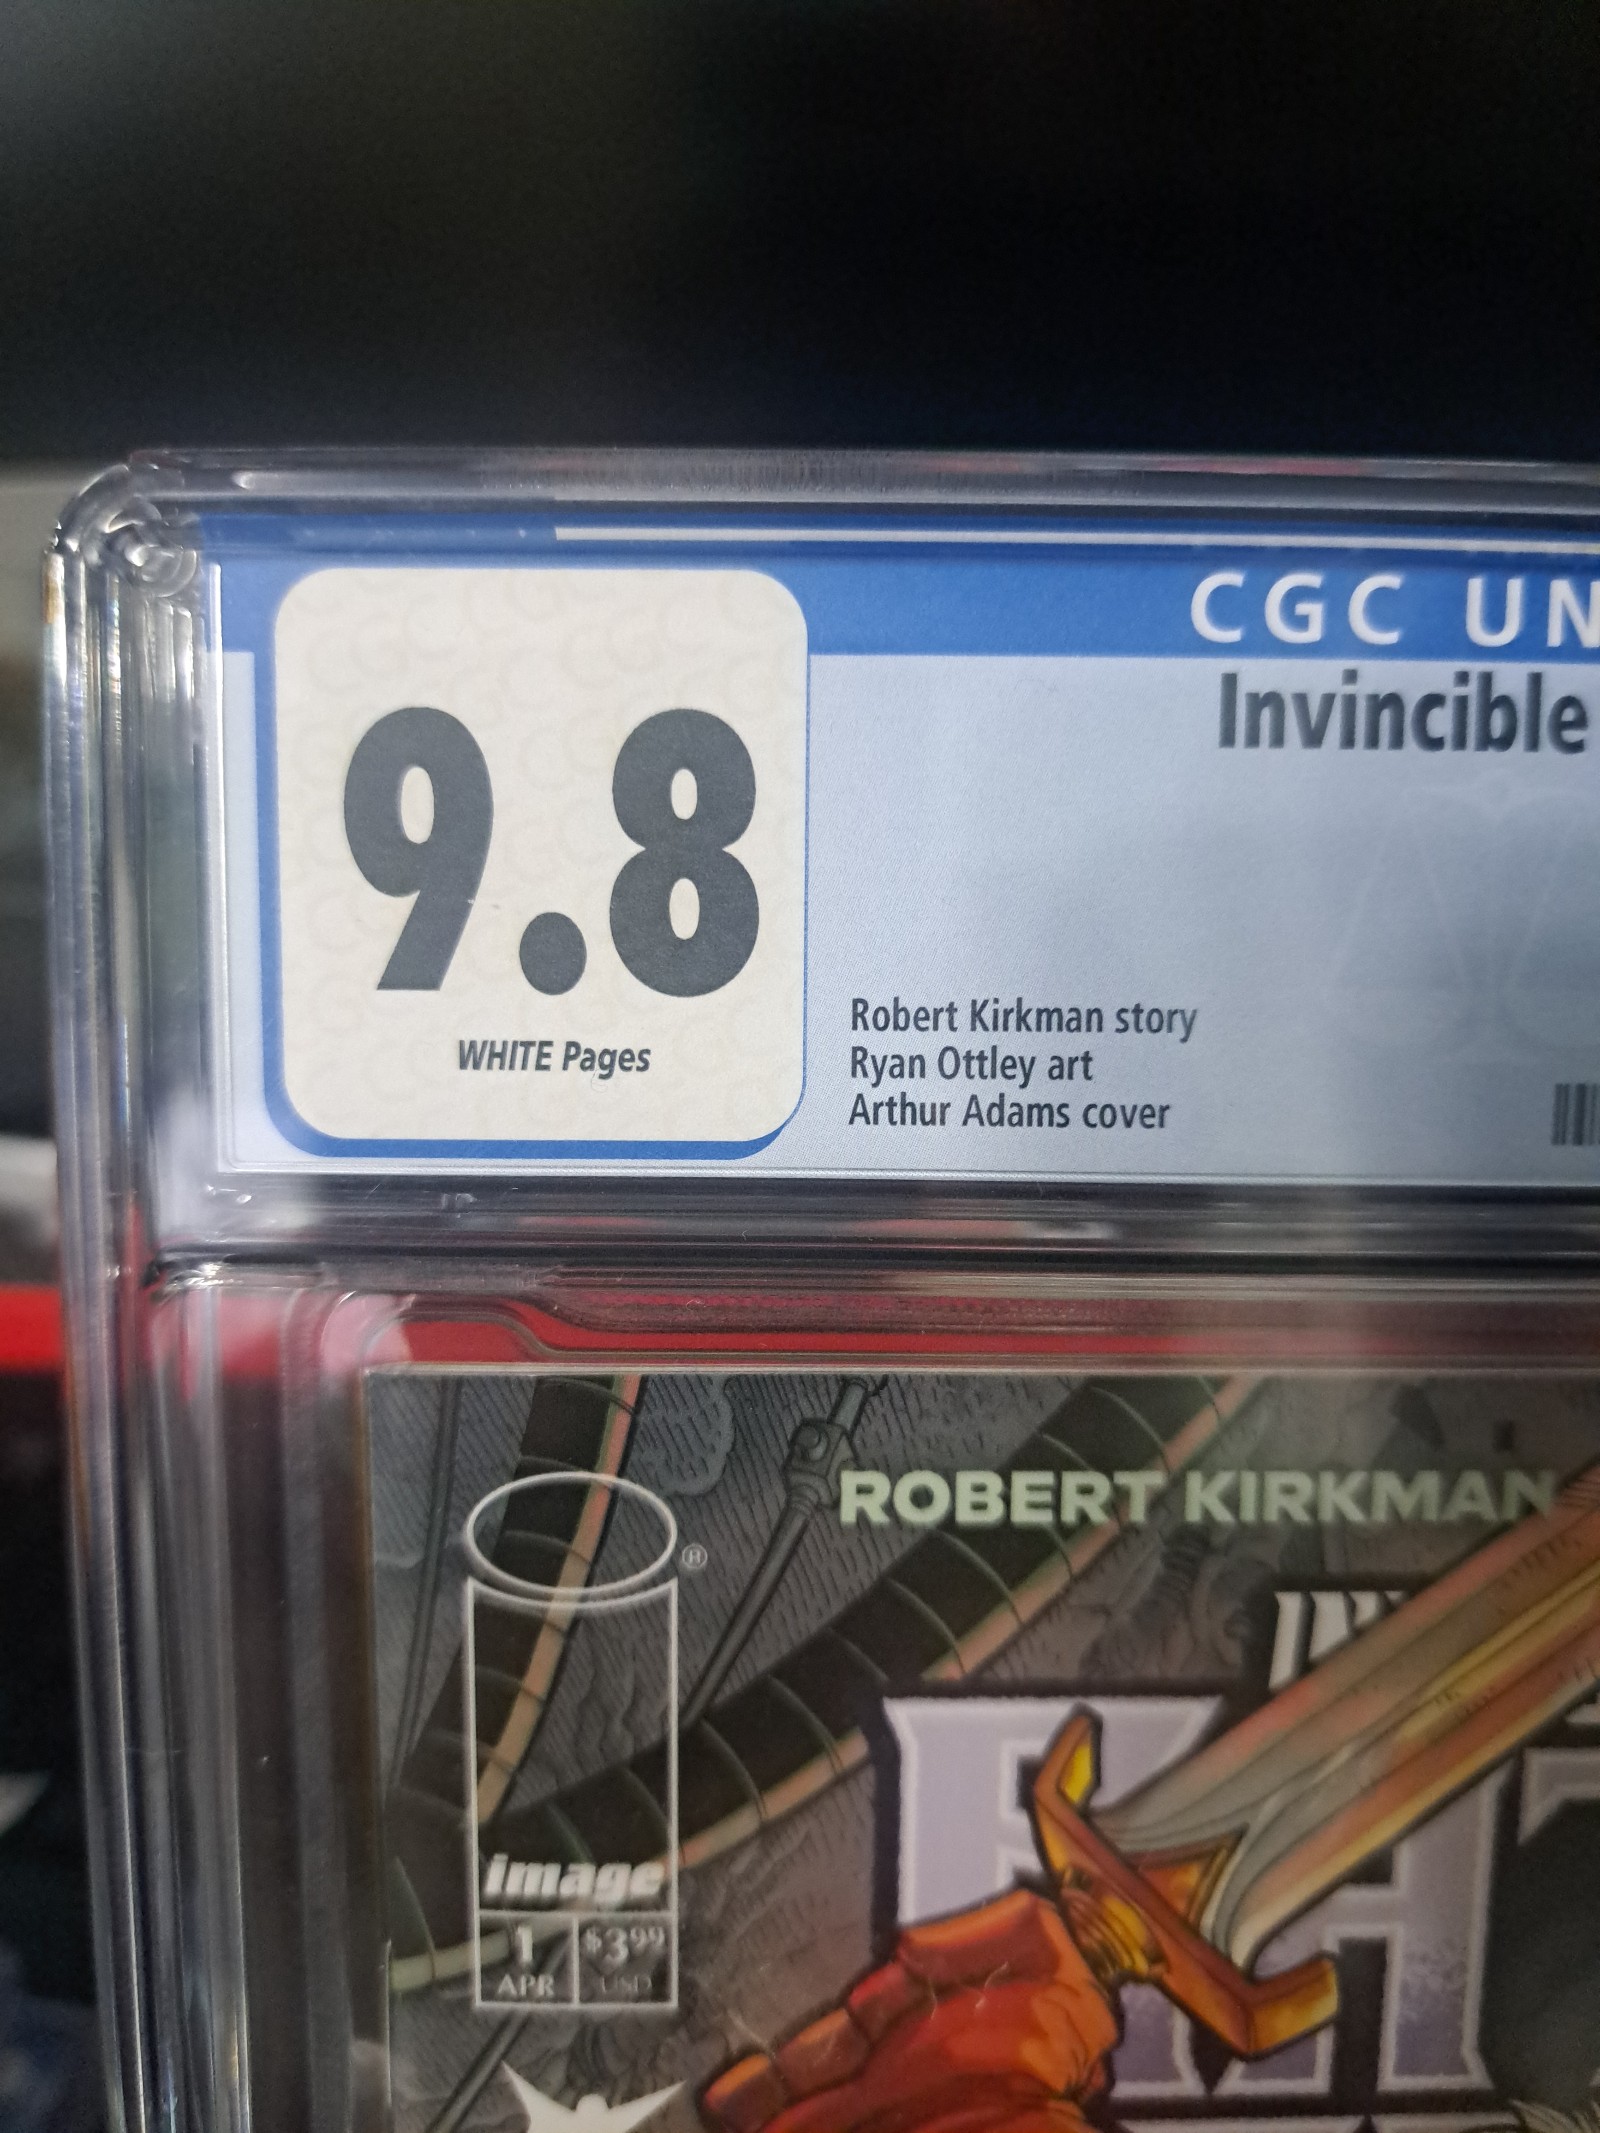 CGC UN
Invincible
9.8
WHITE Pages
Robert Kirkman story
Ryan Ottley art
Arthur Adams cover
ROBERT KIRKMAN
®
image
1 $3.99
APR USD